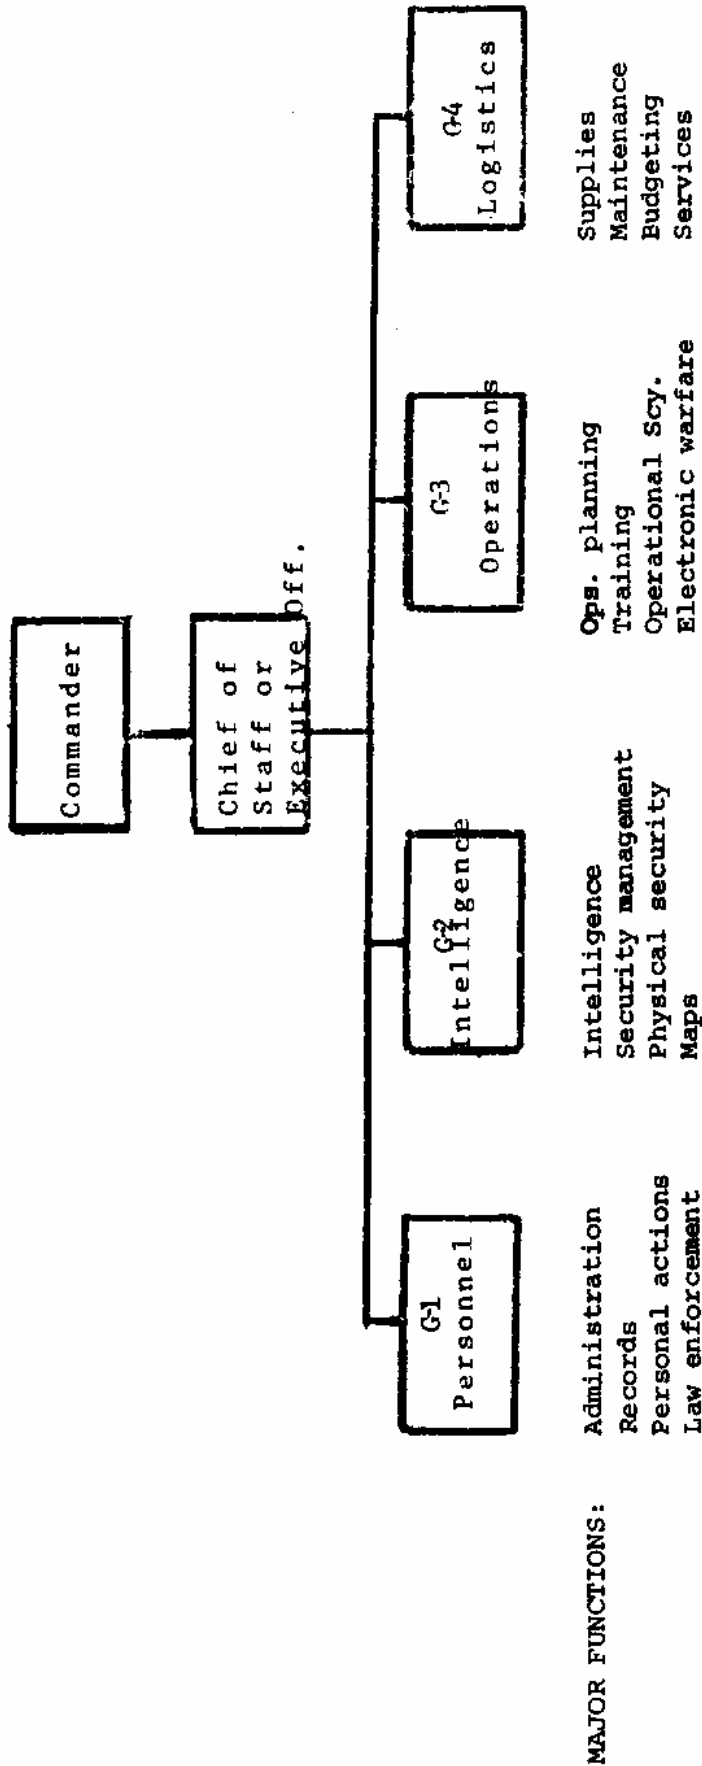 Commander
Chief of
Staff or
Executive Off.
G-1
Personnel
G-2
Intelligence
G-3
Operations
G-4
Logistics
MAJOR FUNCTIONS:
Administration
Records
Personal actions
Law enforcement
Intelligence
Security management
Physical security
Maps
Ops. planning
Training
Operational Scy.
Electronic warfare
Supplies
Maintenance
Budgeting
Services